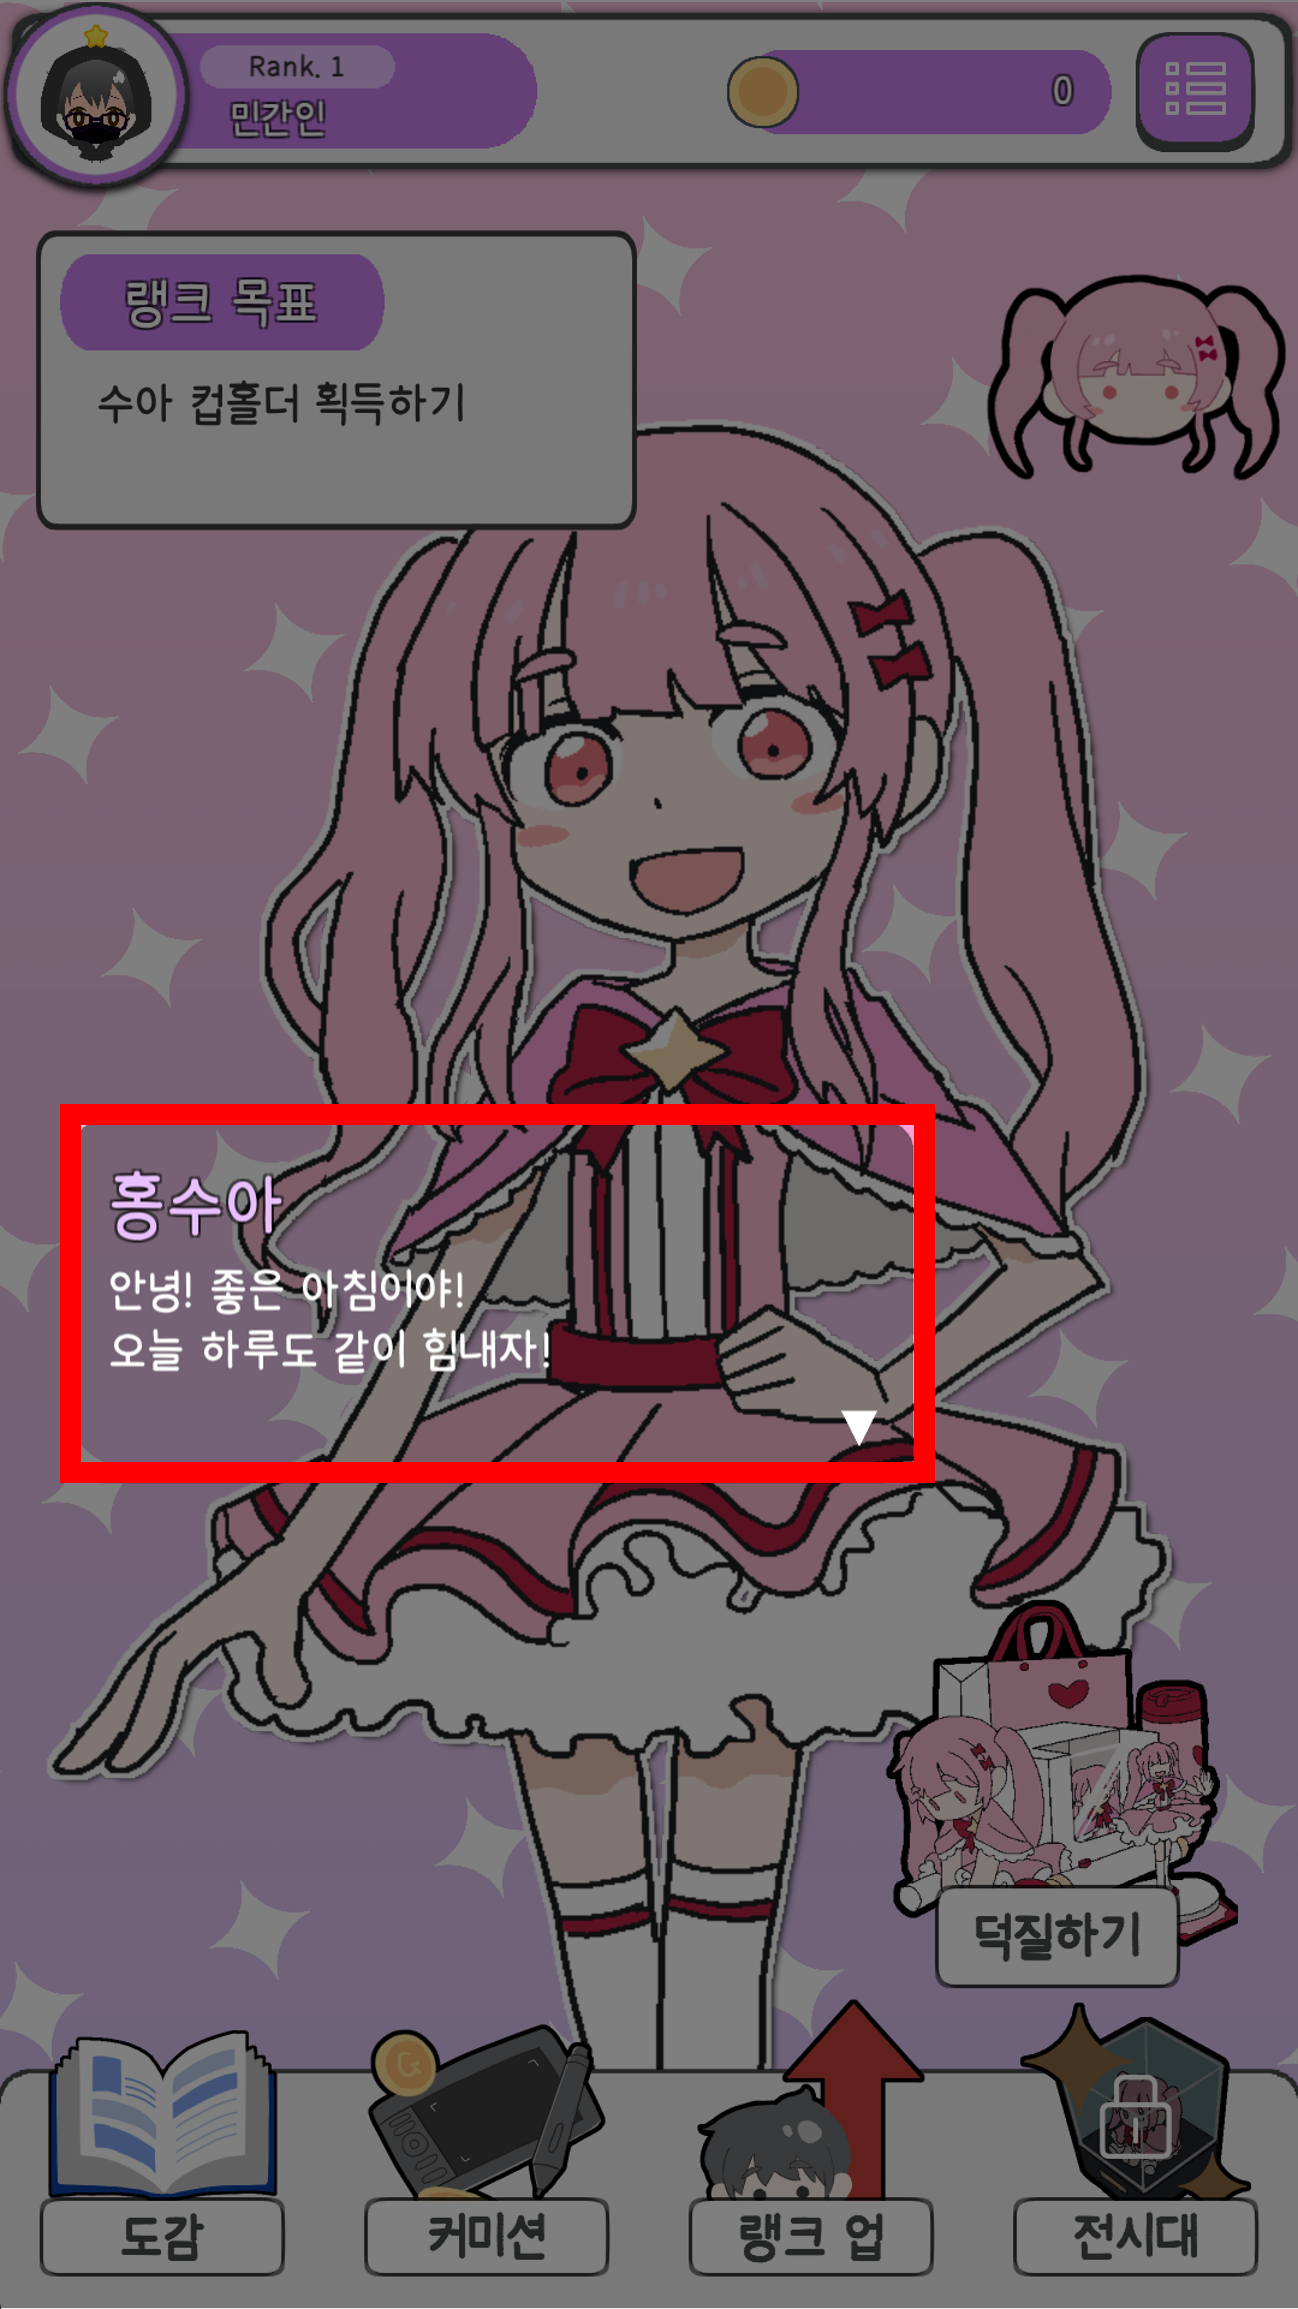 Rank. 1
민간인
0
랭크 목표
수아 컵홀더 획득하기
홍수아
안녕! 좋은 아침이야!
오늘 하루도 같이 힘내자!
덕질하기
G
도감
커미션
랭크 업
전시대